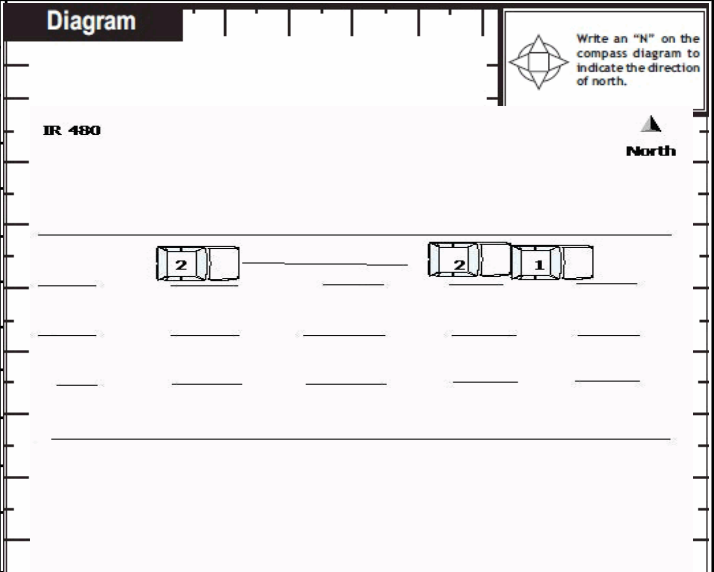 Diagram
Write an “N” on the
compass diagram to
indicate the direction
of north.
IR 480
North
2
2
1